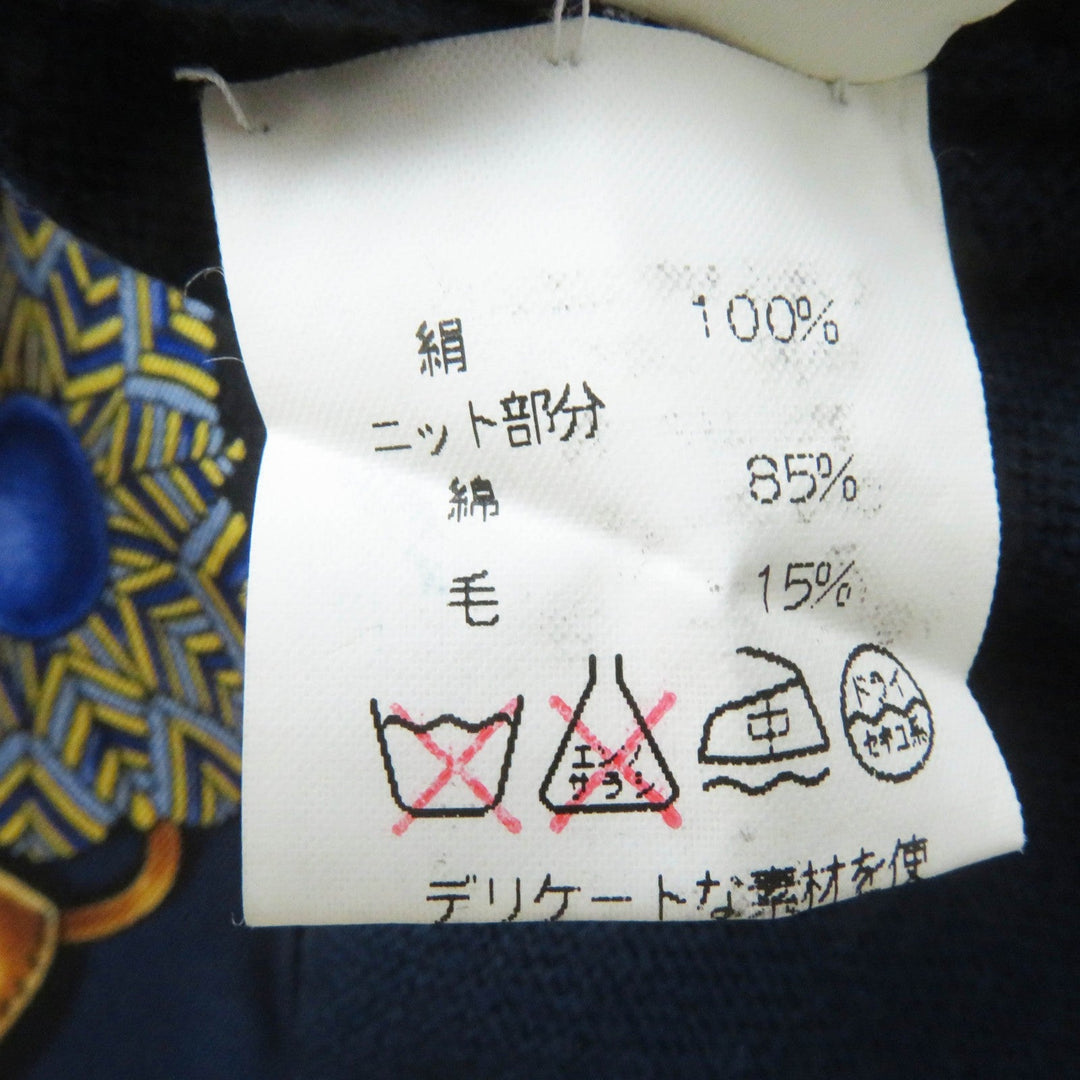 絹 100%
ニット部分
綿 85%
毛 15%
エンソ
サラシ
中
ドライ
セキユ系
デリケートな素材を使